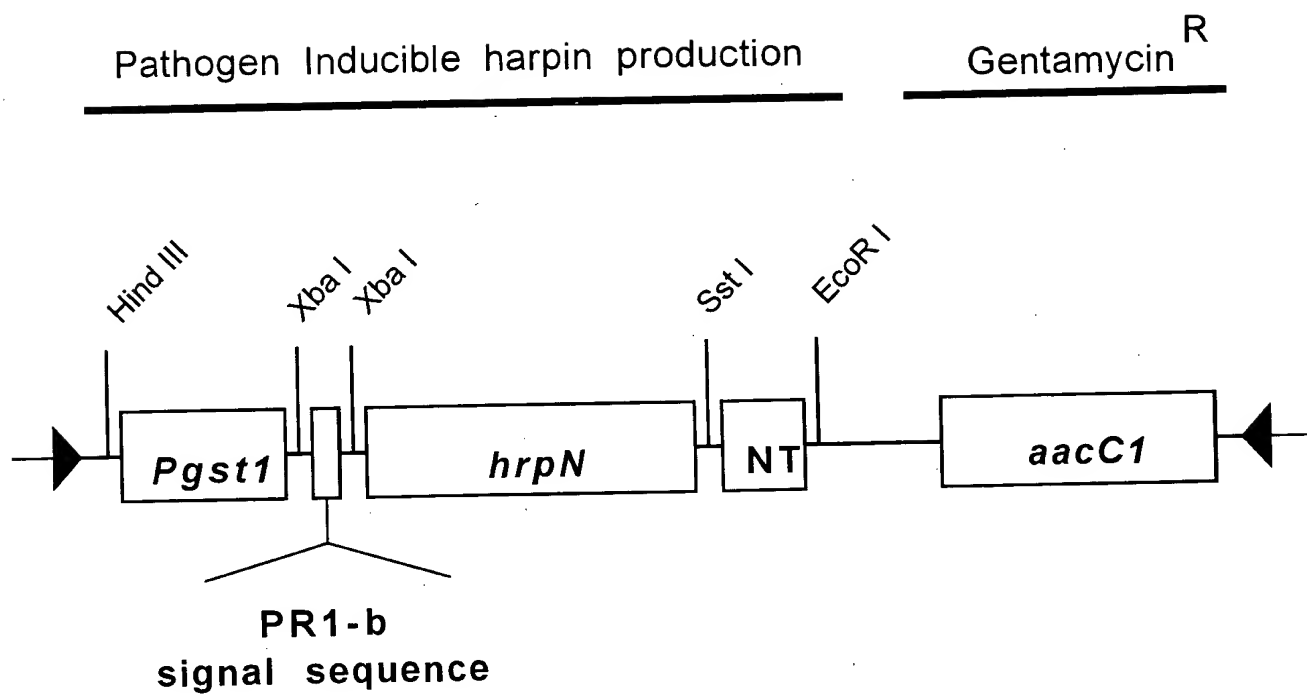 Pathogen Inducible harpin production
Gentamycin R
Hind III
Xba I
Xba I
Sst I
EcoR I
Pgst1
hrpN
NT
aacC1
PR1-b
signal sequence